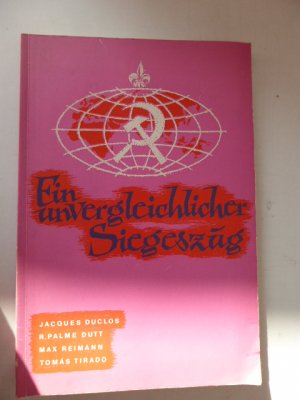 Ein
unvergleichlicher
Siegeszug
JACQUES DUCLOS
R. PALME DUTT
MAX REIMANN
TOMÁS TIRADO